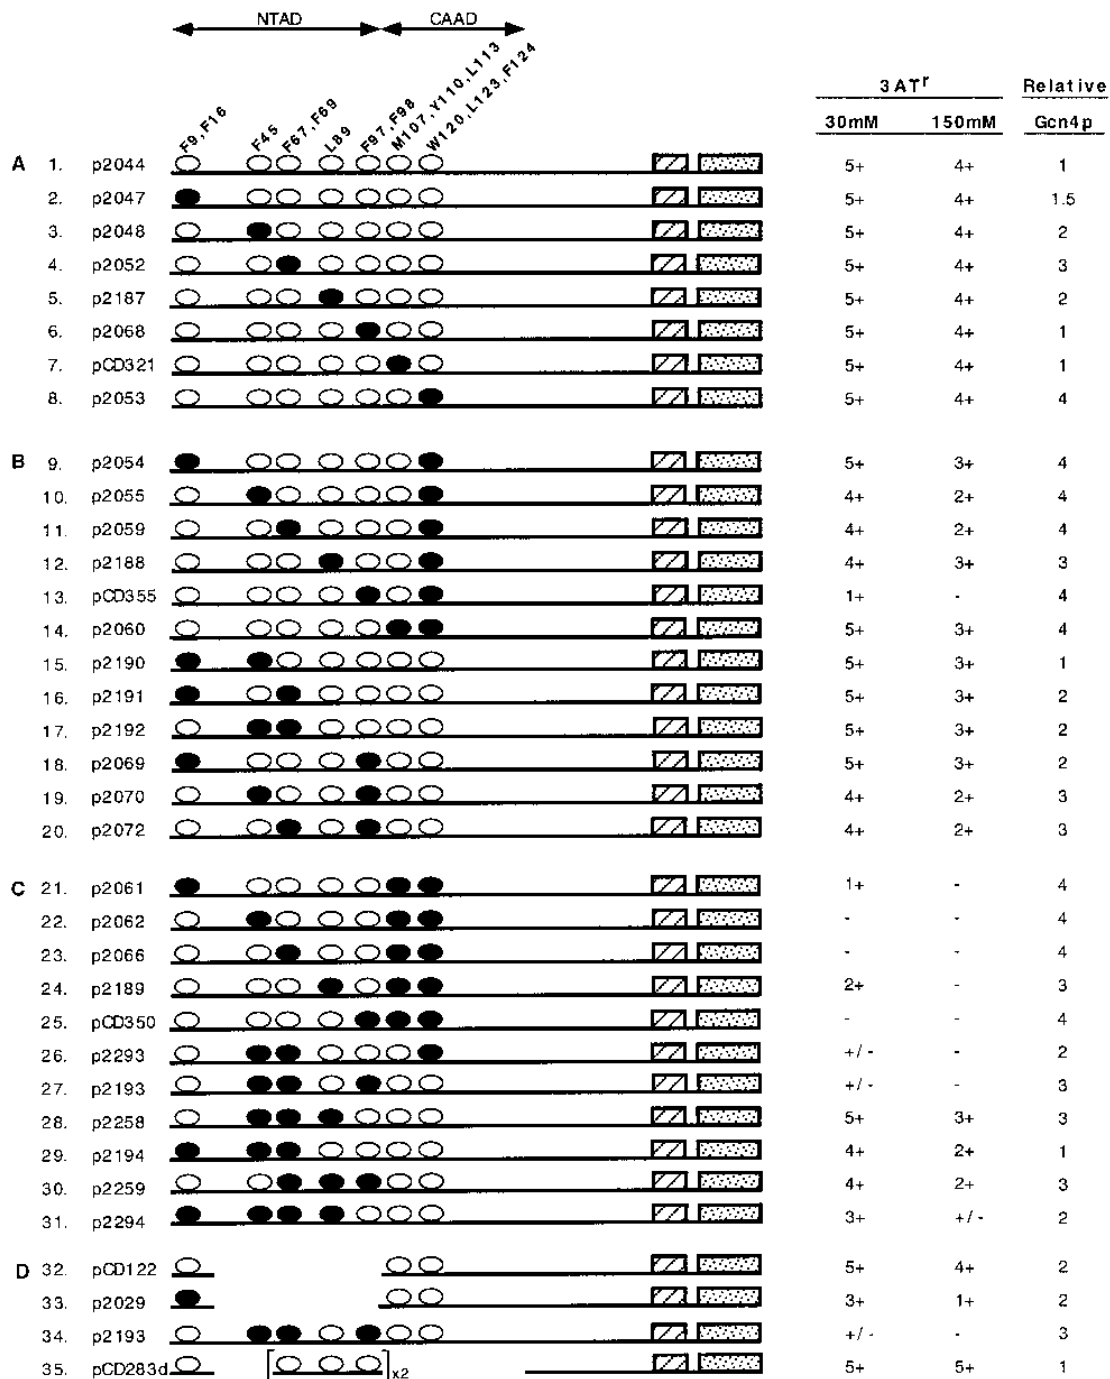 NTAD CAAD
F9,F16 F45 F67,F69 L89 F97,F98 M107,Y110,L113 W120,L123,F124
3ATr Relative
30mM 150mM Gcn4p
A 1. p2044 5+ 4+ 1
2. p2047 5+ 4+ 1.5
3. p2048 5+ 4+ 2
4. p2052 5+ 4+ 3
5. p2187 5+ 4+ 2
6. p2068 5+ 4+ 1
7. pCD321 5+ 4+ 1
8. p2053 5+ 4+ 4
B 9. p2054 5+ 3+ 4
10. p2055 4+ 2+ 4
11. p2059 4+ 2+ 4
12. p2188 4+ 3+ 3
13. pCD355 1+ - 4
14. p2060 5+ 3+ 4
15. p2190 5+ 3+ 1
16. p2191 5+ 3+ 2
17. p2192 5+ 3+ 2
18. p2069 5+ 3+ 2
19. p2070 4+ 2+ 3
20. p2072 4+ 2+ 3
C 21. p2061 1+ - 4
22. p2062 - - 4
23. p2066 - - 4
24. p2189 2+ - 3
25. pCD350 - - 4
26. p2293 +/- - 2
27. p2193 +/- - 3
28. p2258 5+ 3+ 3
29. p2194 4+ 2+ 1
30. p2259 4+ 2+ 3
31. p2294 3+ +/- 2
D 32. pCD122 5+ 4+ 2
33. p2029 3+ 1+ 2
34. p2193 +/- - 3
35. pCD283d x2 5+ 5+ 1